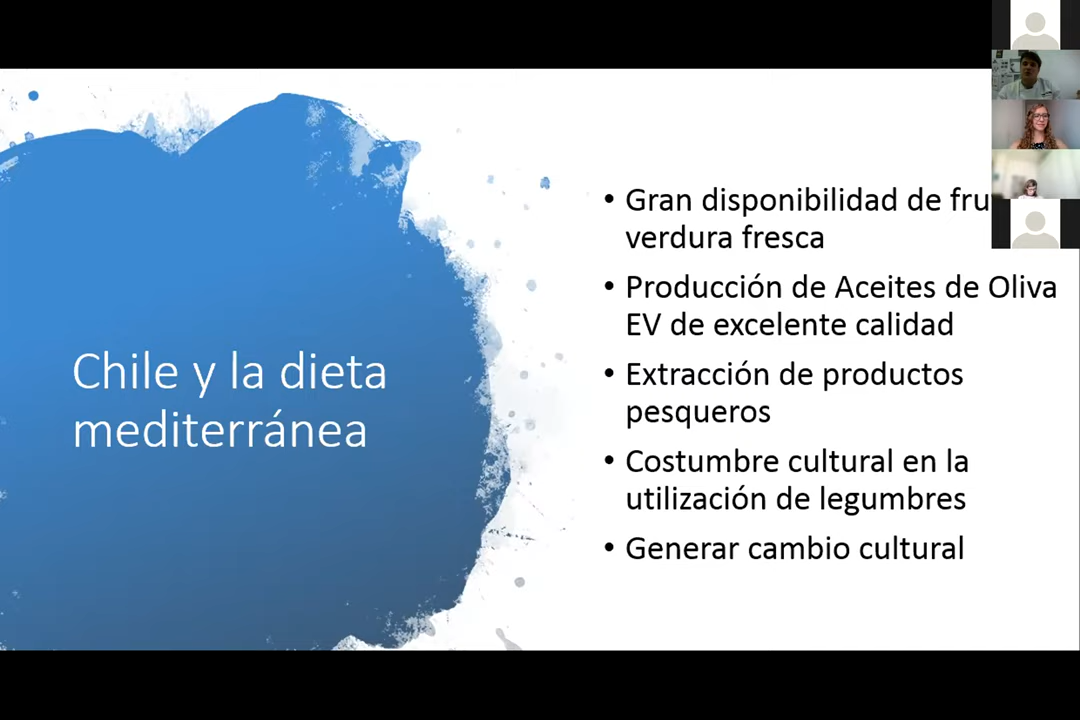 Chile y la dieta
mediterránea
• Gran disponibilidad de
verdura fresca
• Producción de Aceites de Oliva
EV de excelente calidad
• Extracción de productos
pesqueros
• Costumbre cultural en la
utilización de legumbres
• Generar cambio cultural